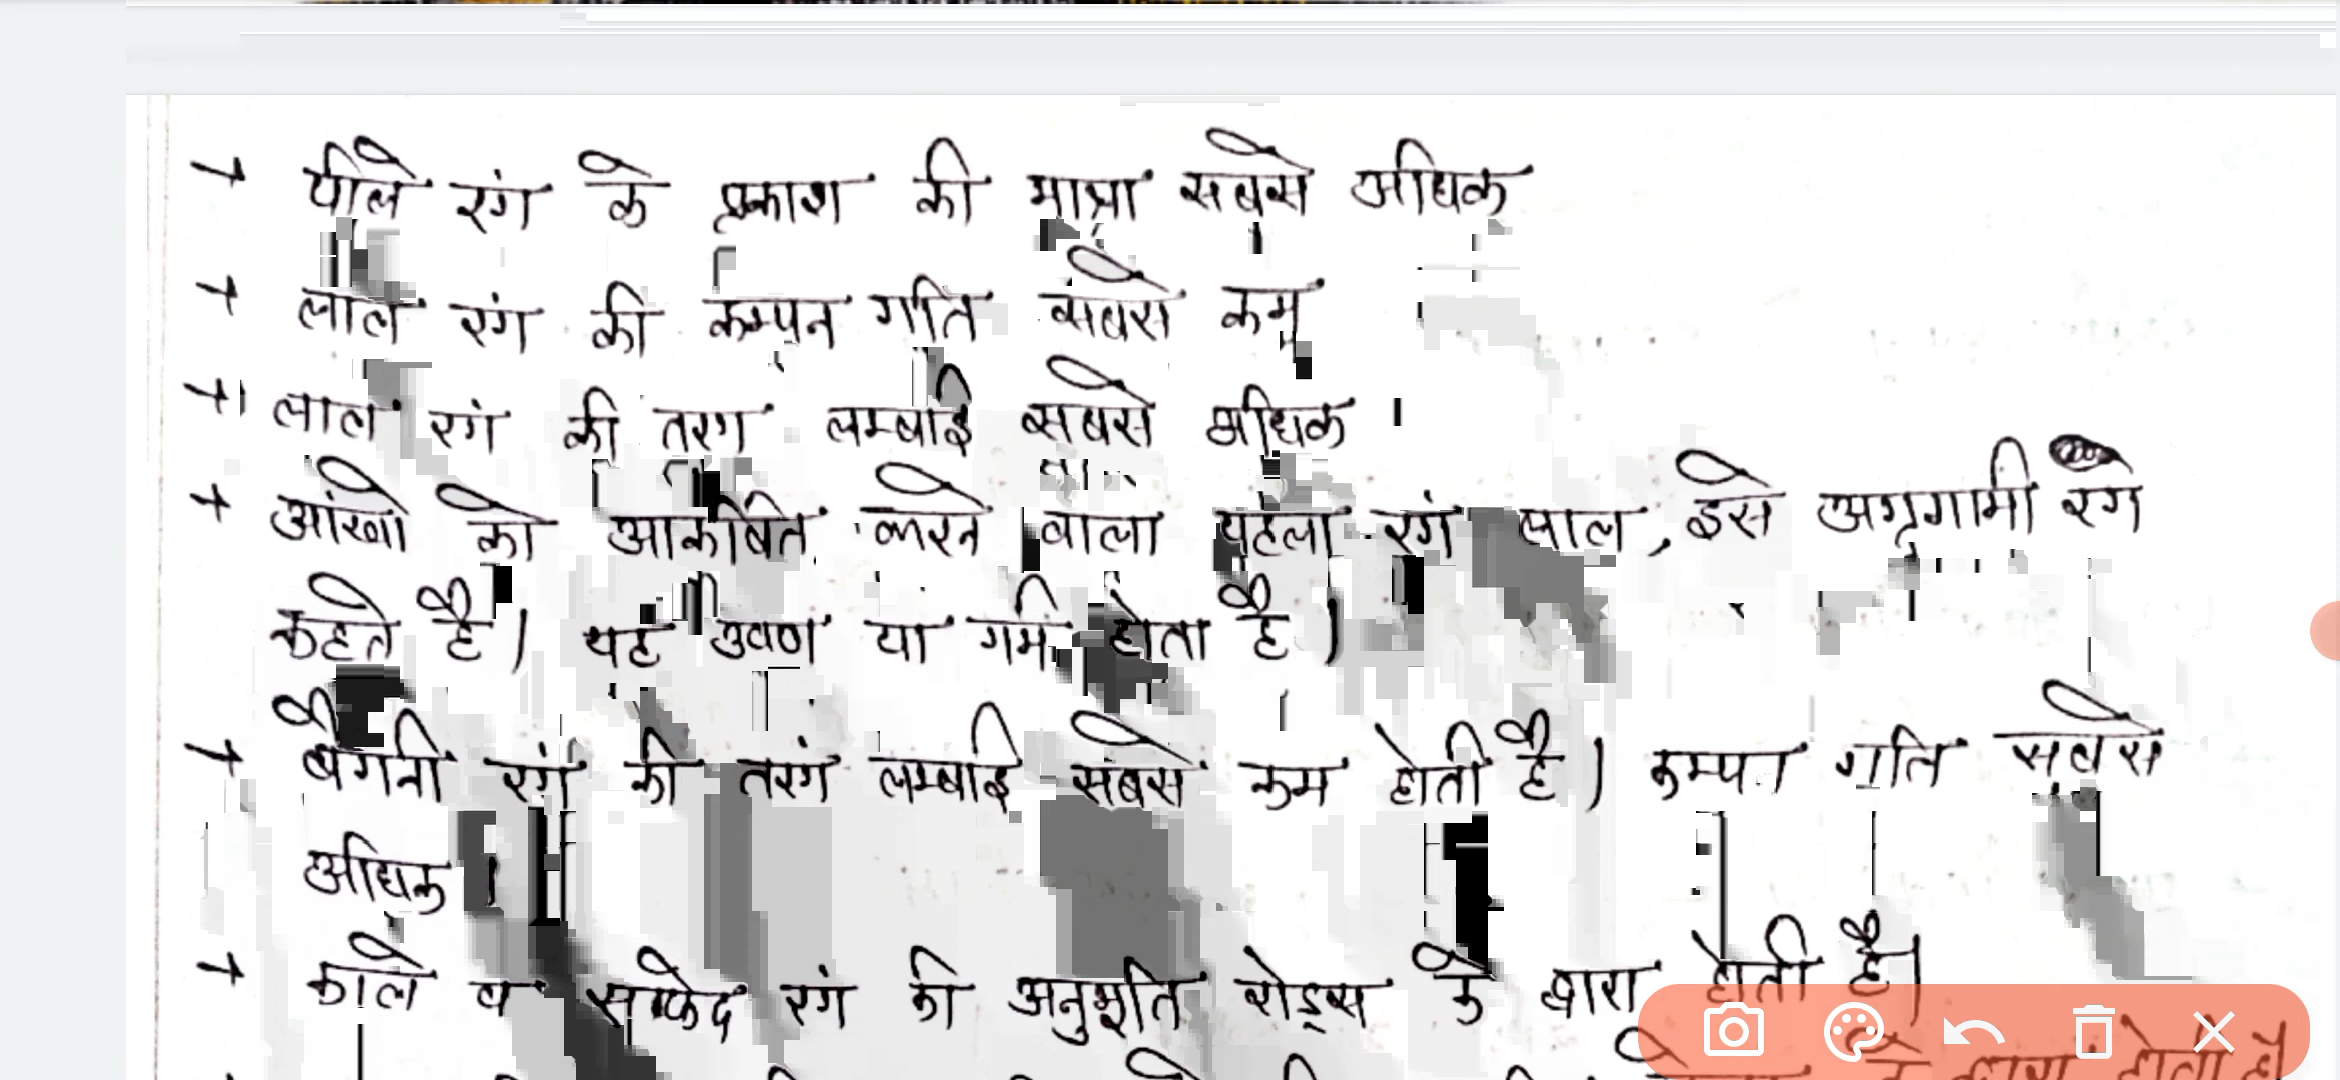 → पीले रंग के प्रकाश की मात्रा सबसे अधिक
→ लाल रंग की कम्पन गति सबसे कम
→ लाल रंग की तरंग लम्बाई सबसे अधिक ।
→ आंखो को आकर्षित करने वाला पहला रंग लाल, इसे अग्रगामी रंग
कहते है। यह उष्ण या गर्म होता है।
→ बैंगनी रंग की तरंग लम्बाई सबसे कम होती है। कम्पन गति सबसे
अधिक ।
→ काले व सफेद रंग की अनुभूति रोड्स के द्वारा होती है।